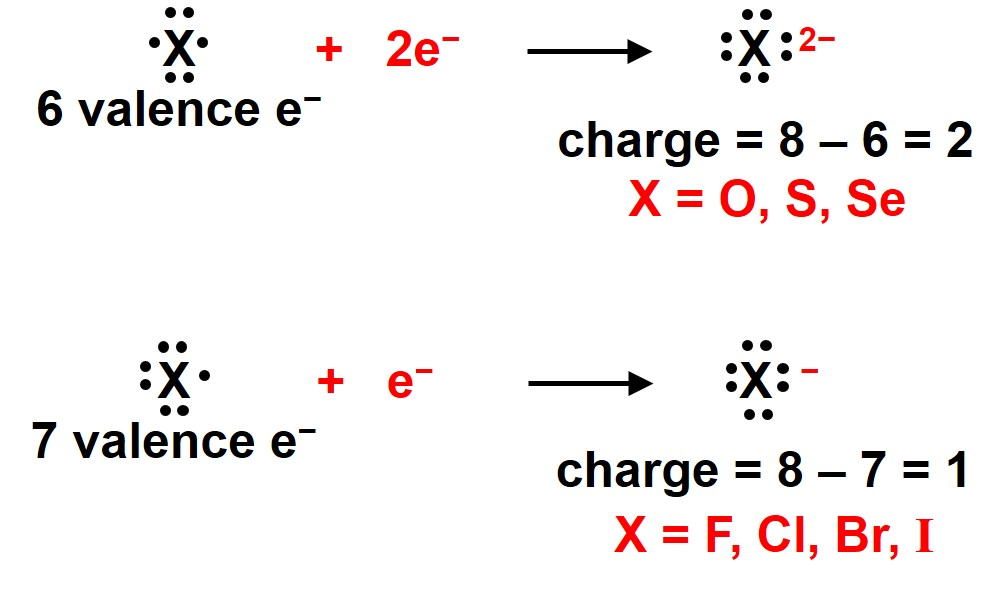 X + 2e⁻ X 2−
6 valence e⁻
charge = 8 – 6 = 2
X = O, S, Se
X + e⁻ X −
7 valence e⁻
charge = 8 – 7 = 1
X = F, Cl, Br, I